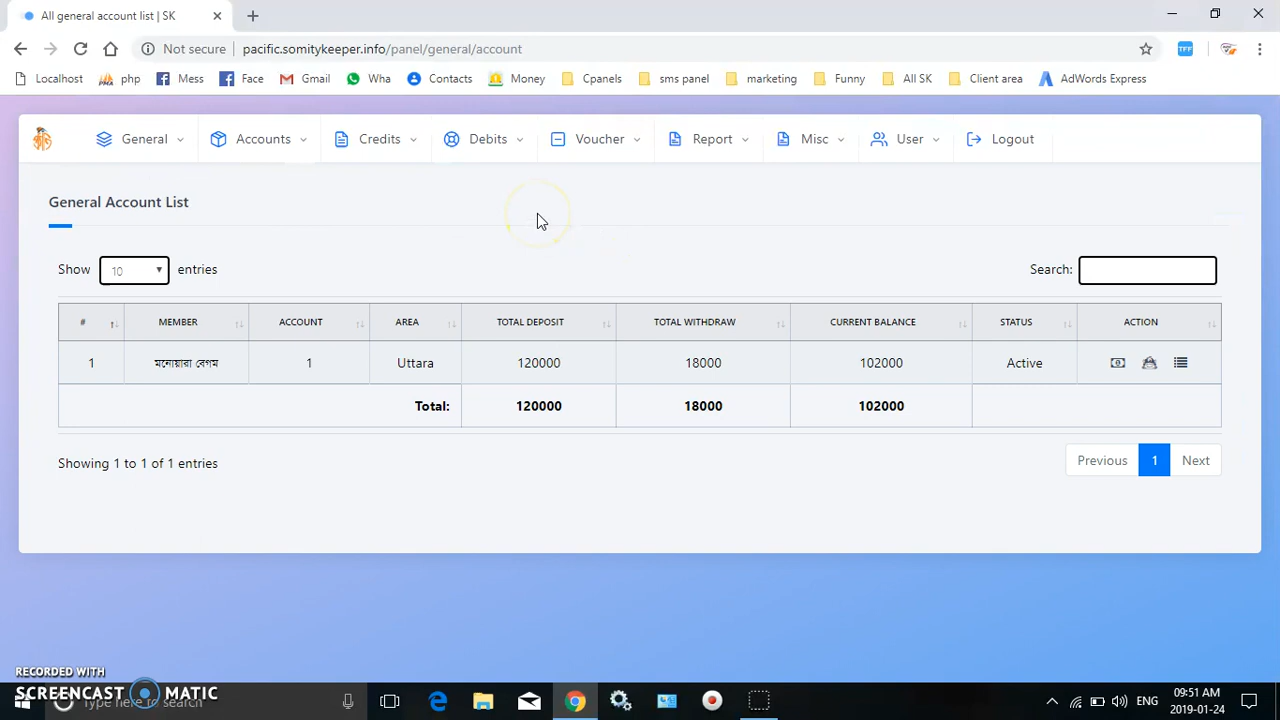 All general account list | SK
Not secure pacific.somitykeeper.info/panel/general/account
Localhost php Mess Face Gmail Wha Contacts Money Cpanels sms panel marketing Funny All SK Client area AdWords Express
General Accounts Credits Debits Voucher Report Misc User Logout
General Account List
Show 10 entries Search:
# MEMBER ACCOUNT AREA TOTAL DEPOSIT TOTAL WITHDRAW CURRENT BALANCE STATUS ACTION
1 মনোয়ারা বেগম 1 Uttara 120000 18000 102000 Active
Total: 120000 18000 102000
Showing 1 to 1 of 1 entries Previous 1 Next
RECORDED WITH
SCREENCAST MATIC
Type here to search
ENG
09:51 AM
2019-01-24